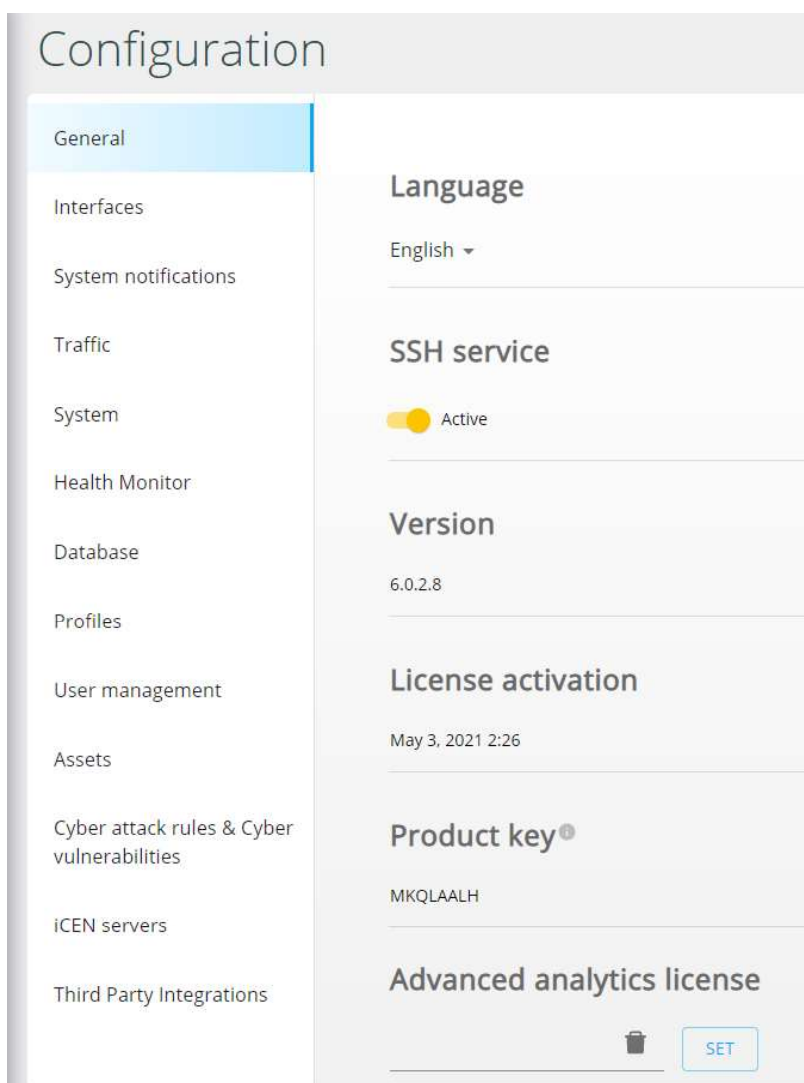 Configuration
General
Interfaces
System notifications
Traffic
System
Health Monitor
Database
Profiles
User management
Assets
Cyber attack rules & Cyber
vulnerabilities
iCEN servers
Third Party Integrations
Language
English
SSH service
Active
Version
6.0.2.8
License activation
May 3, 2021 2:26
Product key
MKQLAALH
Advanced analytics license
SET